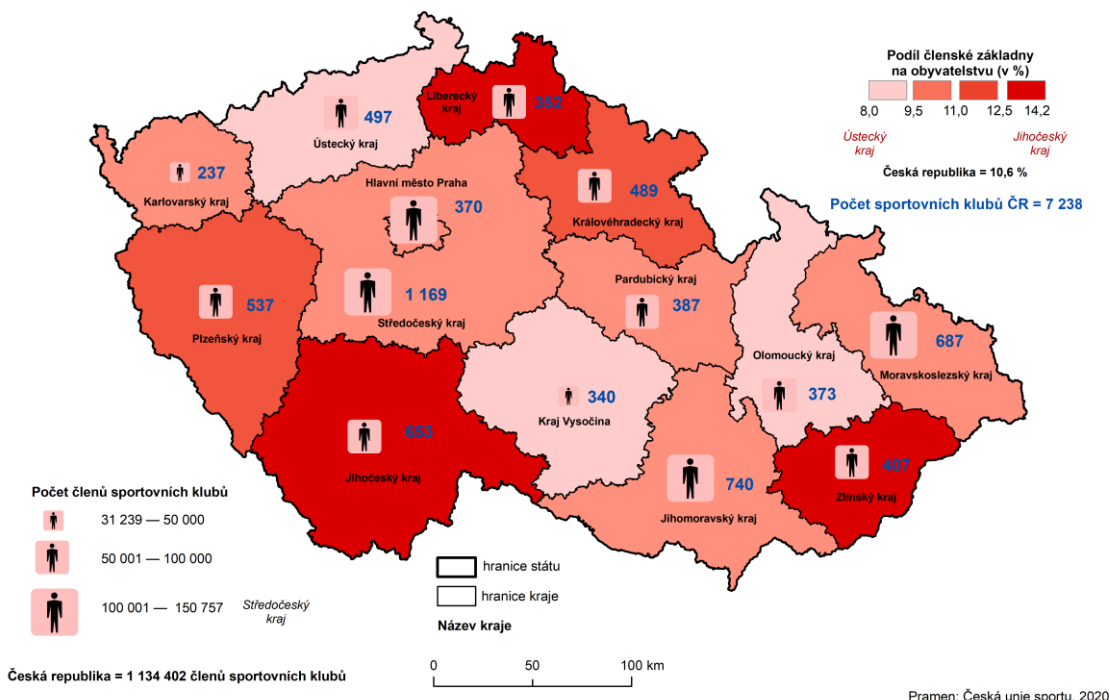 Podíl členské základny
na obyvatelstvu (v %)
8,0 9,5 11,0 12,5 14,2
Ústecký
kraj
Jihočeský
kraj
Česká republika = 10,6 %
Počet sportovních klubů ČR = 7 238
Liberecký
kraj
352
497
Ústecký kraj
237
Karlovarský kraj
Hlavní město Praha
370
489
Královéhradecký kraj
537
Plzeňský kraj
1 169
Středočeský kraj
Pardubický kraj
387
Olomoucký kraj
373
687
Moravskoslezský kraj
340
Kraj Vysočina
653
Jihočeský kraj
740
Jihomoravský kraj
407
Zlínský kraj
Počet členů sportovních klubů
31 239 — 50 000
50 001 — 100 000
100 001 — 150 757
Středočeský
kraj
hranice státu
hranice kraje
Název kraje
Česká republika = 1 134 402 členů sportovních klubů
0 50 100 km
Pramen: Česká unie sportu, 2020